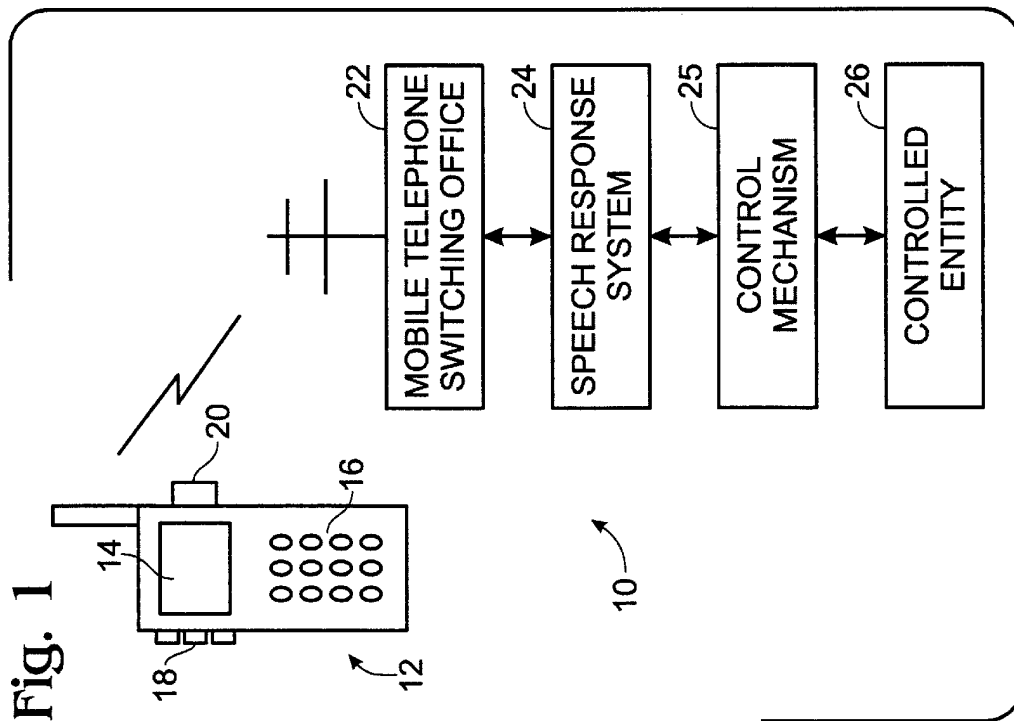 Fig. 1
14
20
16
18
12
10
MOBILE TELEPHONE
SWITCHING OFFICE
22
SPEECH RESPONSE
SYSTEM
24
CONTROL
MECHANISM
25
CONTROLLED
ENTITY
26